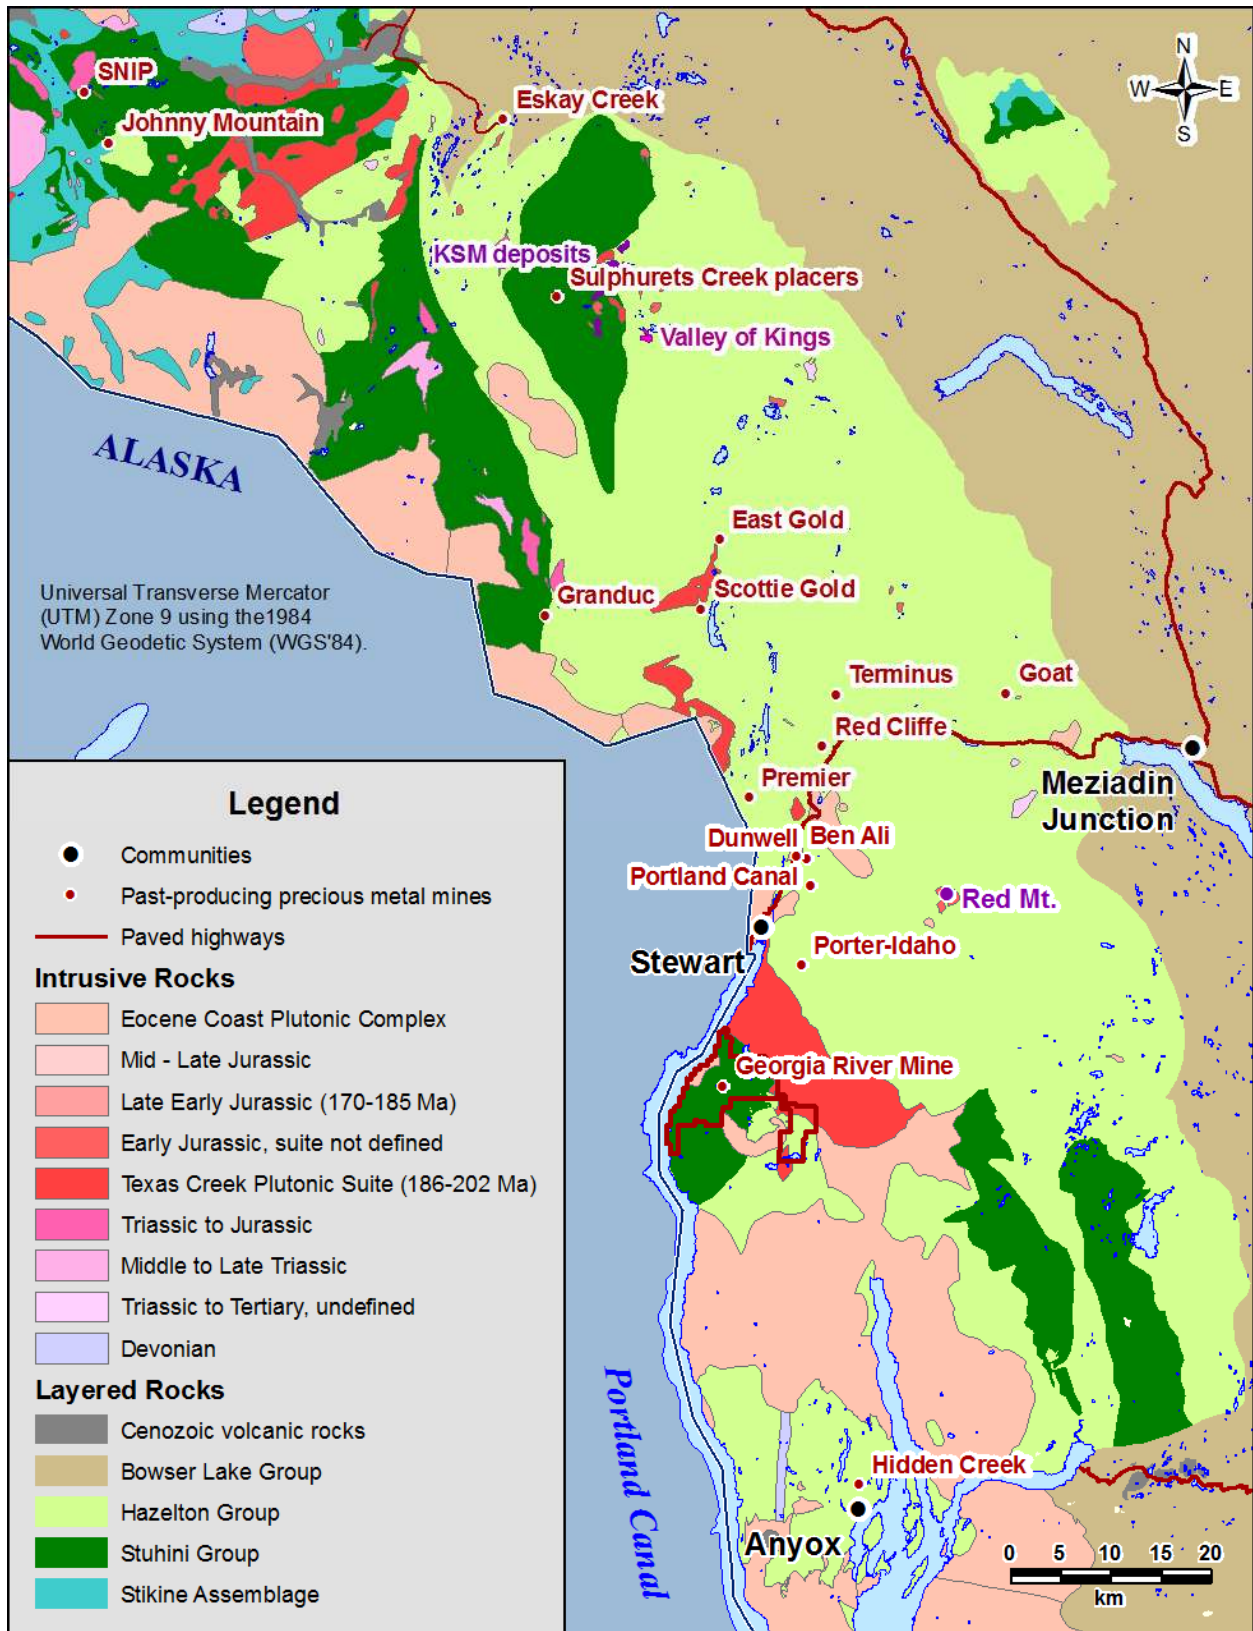 N
W E
S
SNIP
Eskay Creek
Johnny Mountain
KSM deposits
Sulphurets Creek placers
Valley of Kings
ALASKA
East Gold
Universal Transverse Mercator
(UTM) Zone 9 using the1984
World Geodetic System (WGS'84).
Granduc
Scottie Gold
Terminus
Goat
Red Cliffe
Premier
Meziadin
Junction
Dunwell
Ben Ali
Portland Canal
Red Mt.
Stewart
Porter-Idaho
Georgia River Mine
Legend
Communities
Past-producing precious metal mines
Paved highways
Intrusive Rocks
Eocene Coast Plutonic Complex
Mid - Late Jurassic
Late Early Jurassic (170-185 Ma)
Early Jurassic, suite not defined
Texas Creek Plutonic Suite (186-202 Ma)
Triassic to Jurassic
Middle to Late Triassic
Triassic to Tertiary, undefined
Devonian
Layered Rocks
Cenozoic volcanic rocks
Bowser Lake Group
Hazelton Group
Stuhini Group
Stikine Assemblage
Portland Canal
Hidden Creek
Anyox
0 5 10 15 20
km